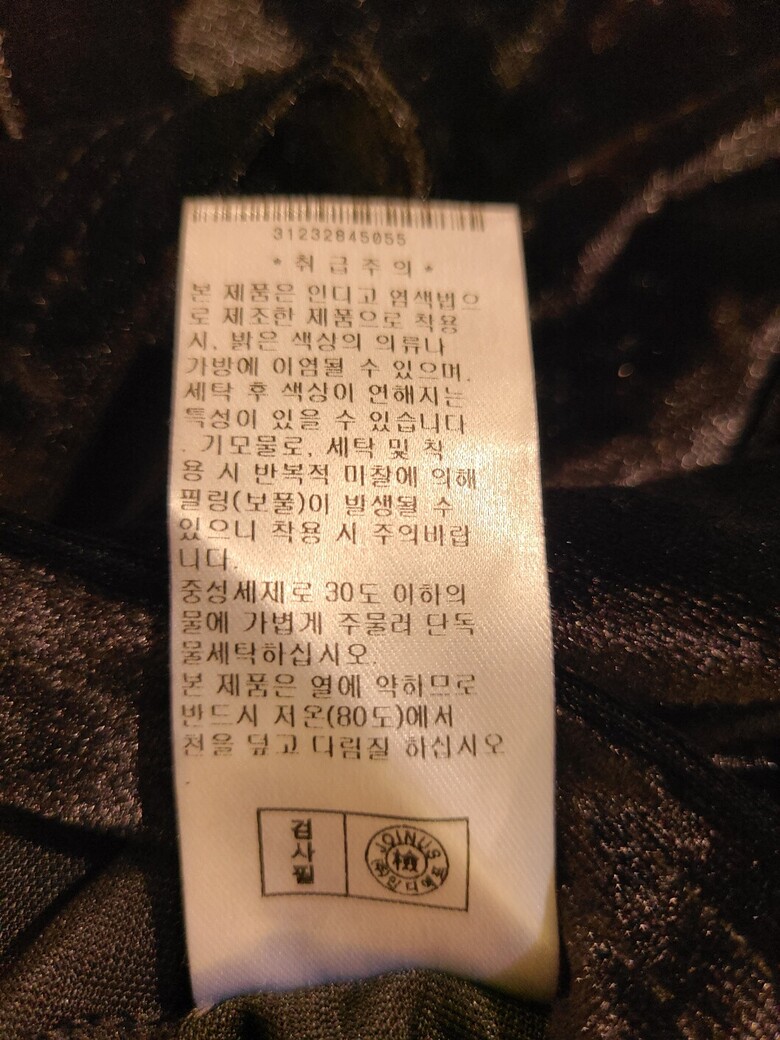 31232845055
* 취급주의 *
본 제품은 인디고 염색법으
로 제조한 제품으로 착용
시, 밝은 색상의 의류나
가방에 이염될 수 있으며,
세탁 후 색상이 연해지는
특성이 있을 수 있습니다
. 기모물로, 세탁 및 착
용 시 반복적 마찰에 의해
필링(보풀)이 발생될 수
있으니 착용 시 주의바랍
니다.
중성세제로 30도 이하의
물에 가볍게 주물러 단독
물세탁하십시오.
본 제품은 열에 약하므로
반드시 저온(80도)에서
천을 덮고 다림질 하십시오
.
검사필
JOINUS
檢
㈜인디에프